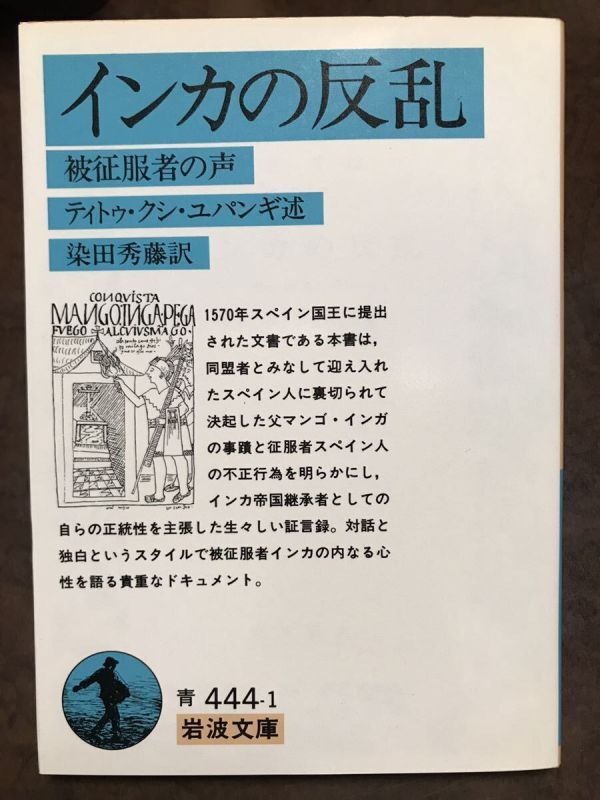 インカの反乱
被征服者の声
ティトゥ・クシ・ユパンギ述
染田秀藤訳
CONQVISTA
MANGOINGAPEGA
FVEGO ALCVIVSMAGO
1570年スペイン国王に提出
された文書である本書は，
同盟者とみなして迎え入れ
たスペイン人に裏切られて
決起した父マンゴ・インガ
の事蹟と征服者スペイン人
の不正行為を明らかにし，
インカ帝国継承者としての
自らの正統性を主張した生々しい証言録。対話と
独白というスタイルで被征服者インカの内なる心
性を語る貴重なドキュメント。
青 444-1
岩波文庫